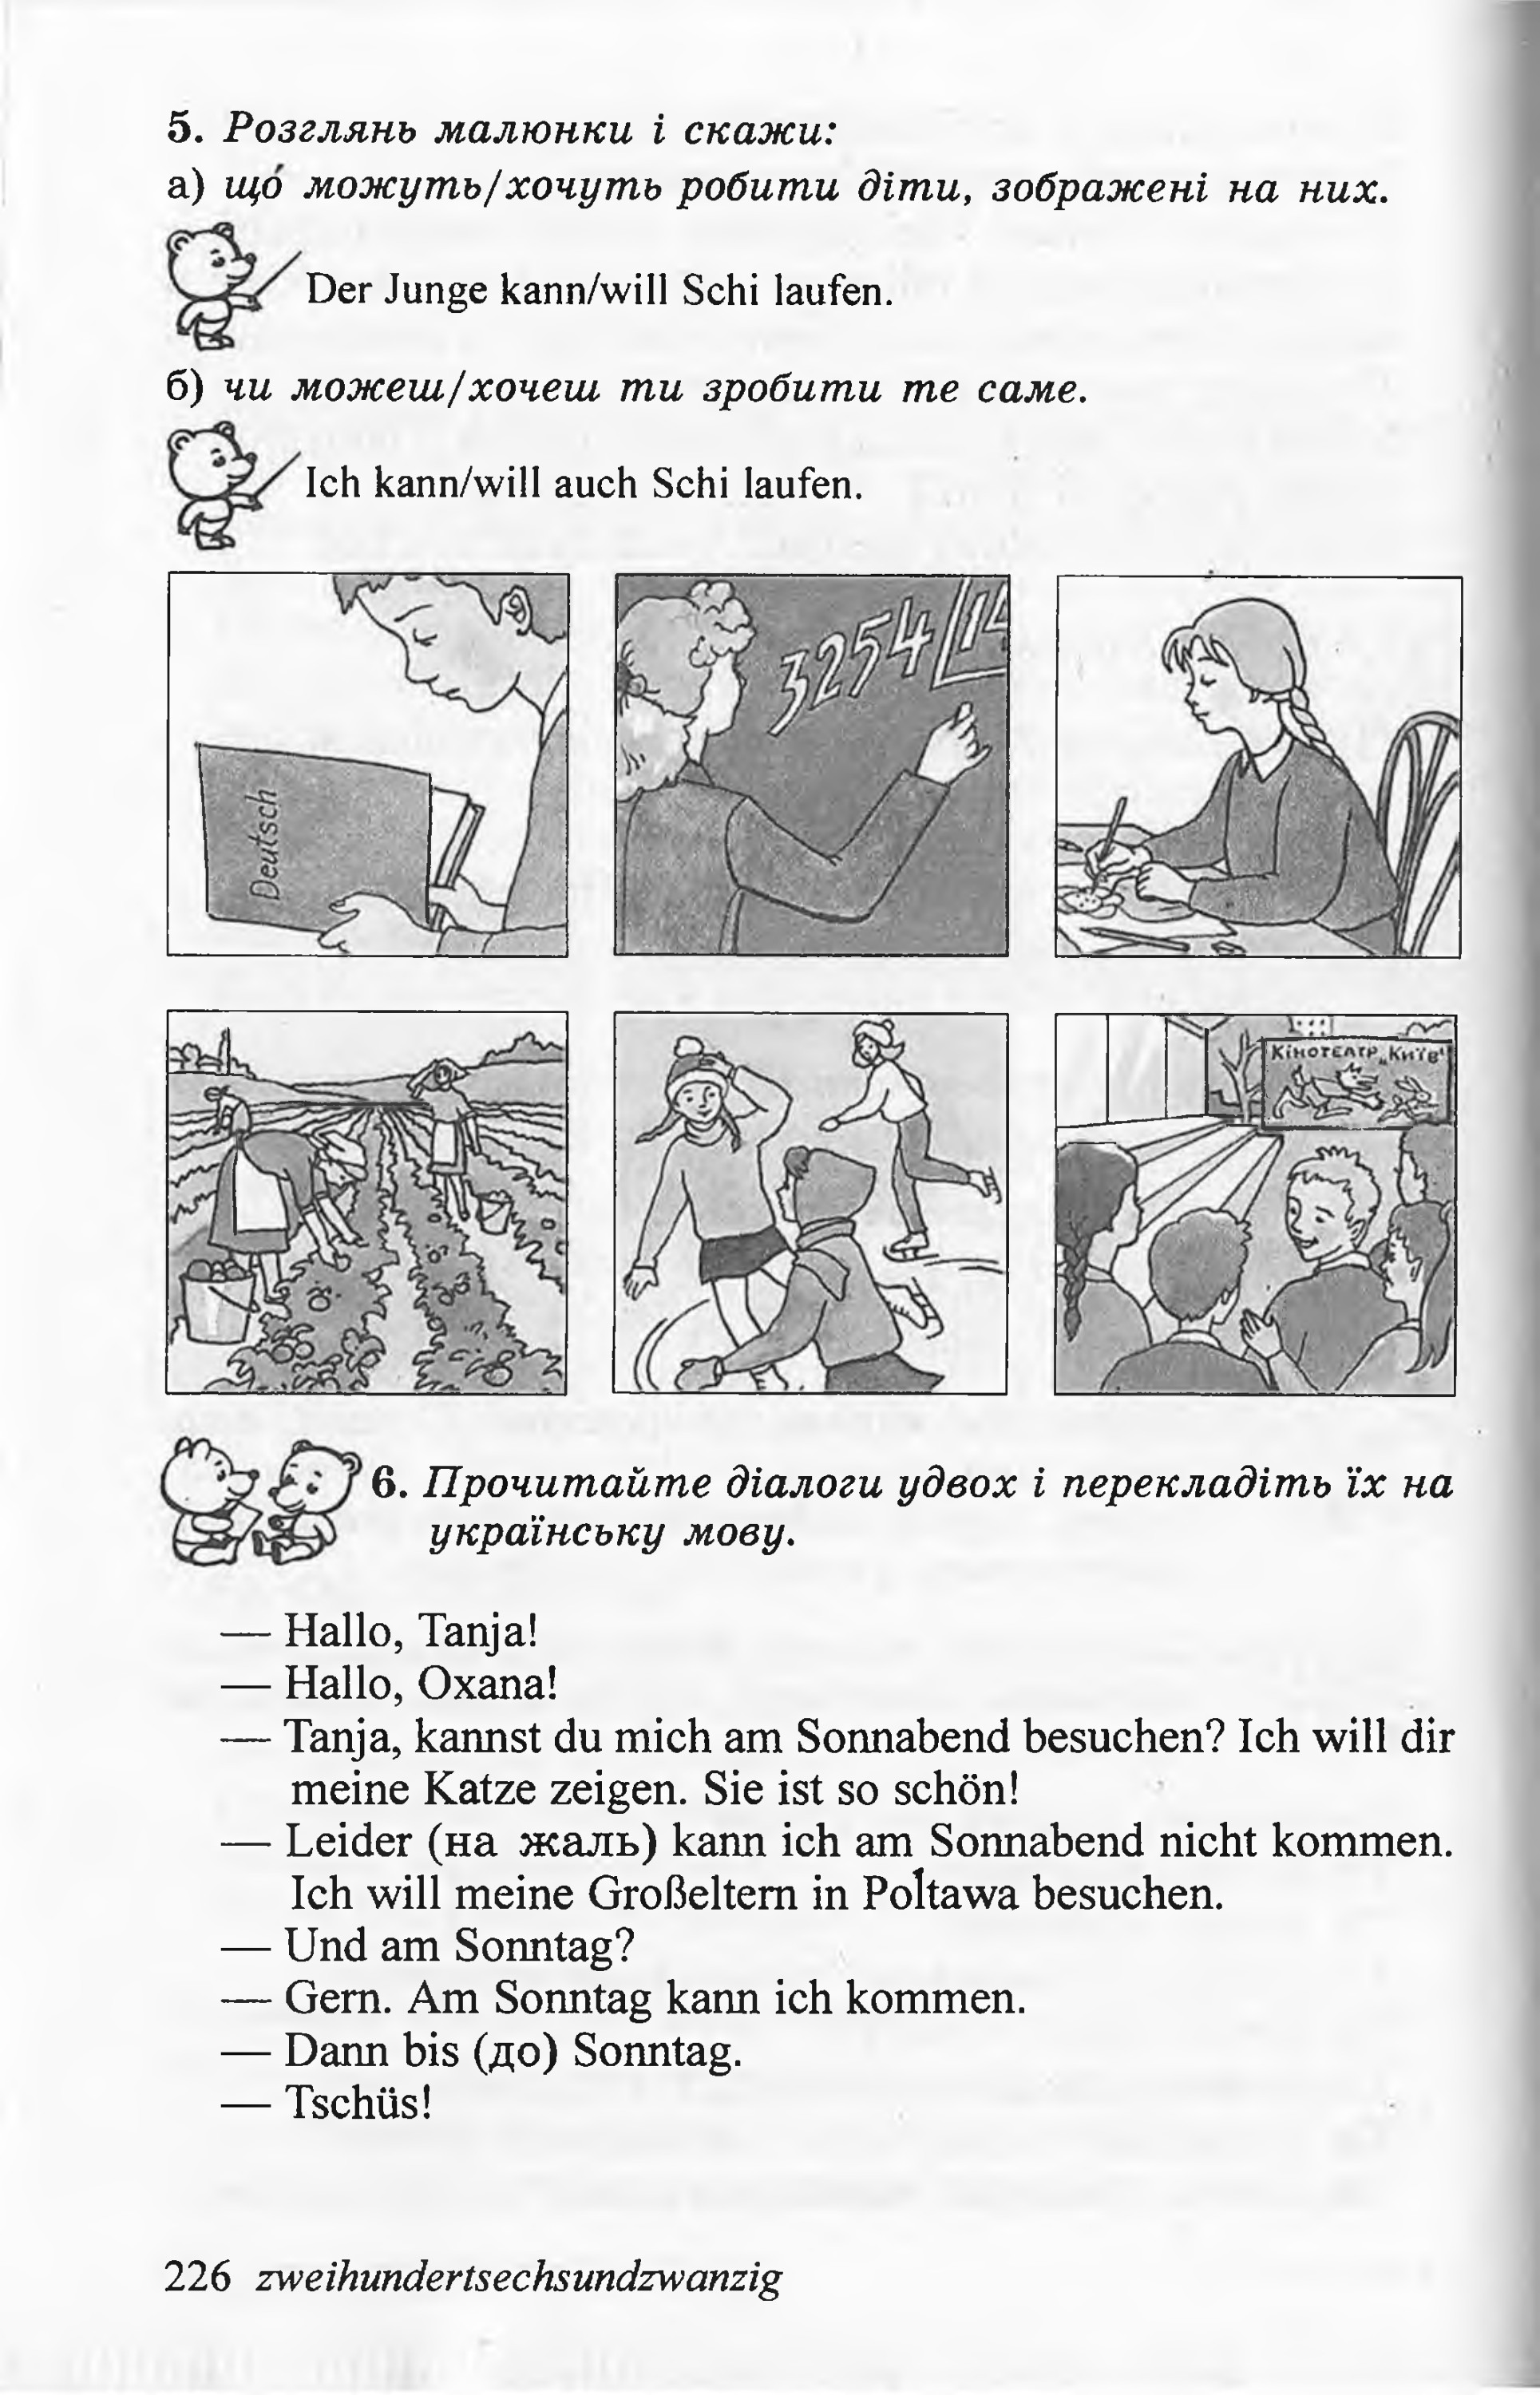 5. Розглянь малюнки і скажи:
а) що́ можуть/хочуть робити діти, зображені на них.
Der Junge kann/will Schi laufen.
б) чи можеш/хочеш ти зробити те саме.
Ich kann/will auch Schi laufen.
Deutsch
3254 14
Кінотеатр „Київ“
6. Прочитайте діалоги удвох і перекладіть їх на
українську мову.
— Hallo, Tanja!
— Hallo, Oxana!
— Tanja, kannst du mich am Sonnabend besuchen? Ich will dir
meine Katze zeigen. Sie ist so schön!
— Leider (на жаль) kann ich am Sonnabend nicht kommen.
Ich will meine Großeltern in Poltawa besuchen.
— Und am Sonntag?
— Gern. Am Sonntag kann ich kommen.
— Dann bis (до) Sonntag.
— Tschüs!
226 zweihundertsechsundzwanzig